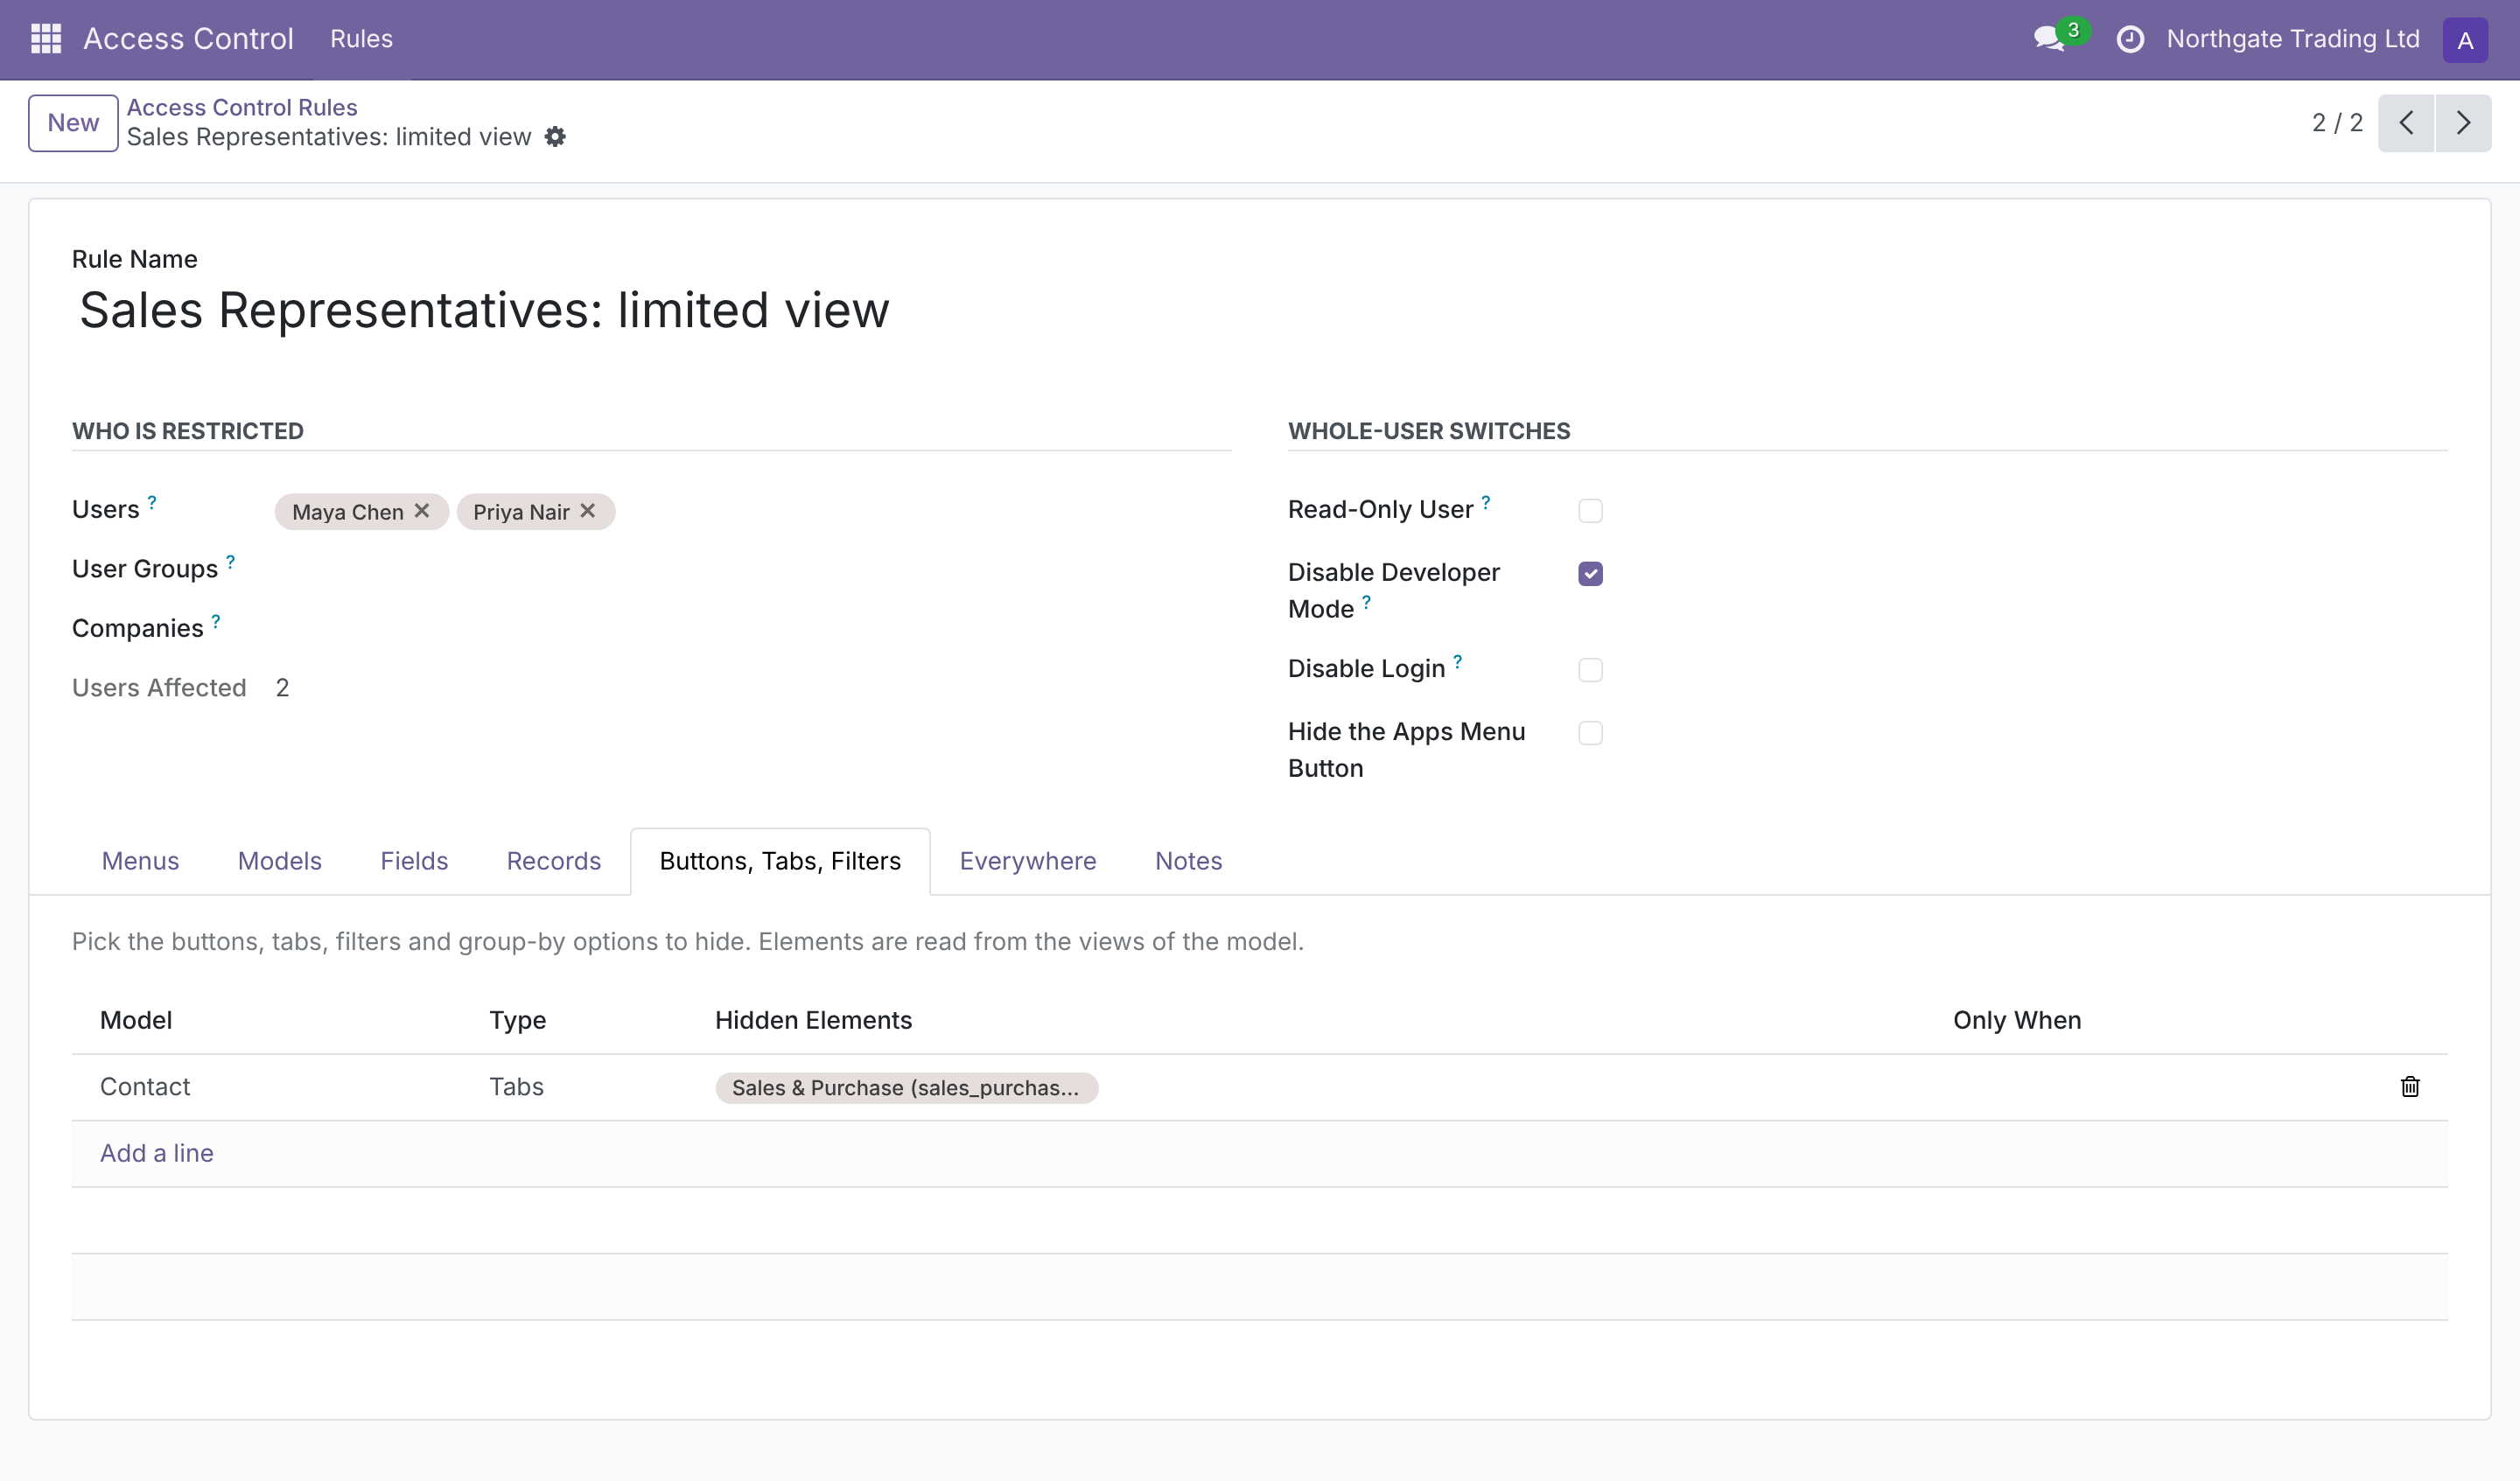 Access Control Rules 3 Northgate Trading Ltd A
New Access Control Rules
Sales Representatives: limited view 2 / 2
Rule Name
Sales Representatives: limited view
WHO IS RESTRICTED
Users ? Maya Chen Priya Nair
User Groups ?
Companies ?
Users Affected 2
WHOLE-USER SWITCHES
Read-Only User ?
Disable Developer
Mode ?
Disable Login ?
Hide the Apps Menu
Button
Menus Models Fields Records Buttons, Tabs, Filters Everywhere Notes
Pick the buttons, tabs, filters and group-by options to hide. Elements are read from the views of the model.
Model Type Hidden Elements Only When
Contact Tabs Sales & Purchase (sales_purchas...
Add a line